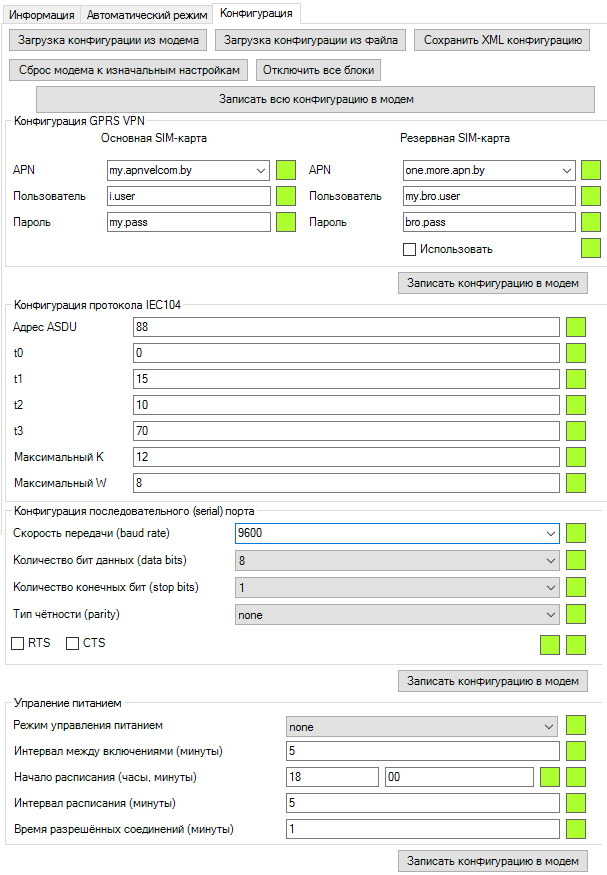 Информация Автоматический режим Конфигурация
Загрузка конфигурации из модема Загрузка конфигурации из файла Сохранить XML конфигурацию
Сброс модема к изначальным настройкам Отключить все блоки
Записать всю конфигурацию в модем
Конфигурация GPRS VPN
Основная SIM-карта Резервная SIM-карта
APN my.apnvelcom.by APN one.more.apn.by
Пользователь i.user Пользователь my.bro.user
Пароль my.pass Пароль bro.pass
Использовать
Записать конфигурацию в модем
Конфигурация протокола IEC104
Адрес ASDU 88
t0 0
t1 15
t2 10
t3 70
Максимальный K 12
Максимальный W 8
Конфигурация последовательного (serial) порта
Скорость передачи (baud rate) 9600
Количество бит данных (data bits) 8
Количество конечных бит (stop bits) 1
Тип чётности (parity) none
RTS CTS
Записать конфигурацию в модем
Упраление питанием
Режим управления питанием none
Интервал между включениями (минуты) 5
Начало расписания (часы, минуты) 18 00
Интервал расписания (минуты) 5
Время разрешённых соединений (минуты) 1
Записать конфигурацию в модем